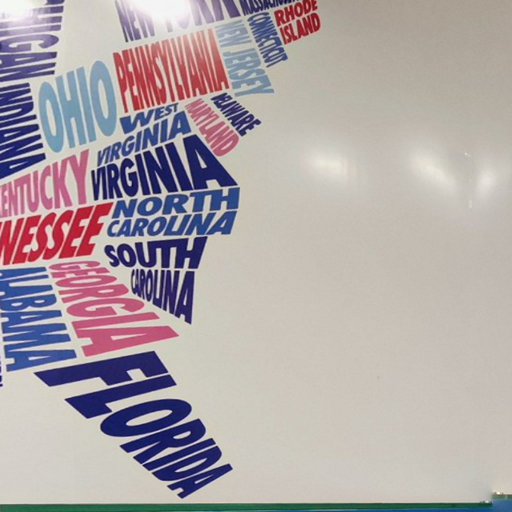 NEW YORK
MASSACHUSETTS
RHODE
ISLAND
CONNECTICUT
MICHIGAN
PENNSYLVANIA
NEW JERSEY
OHIO
INDIANA
WEST
VIRGINIA
MARYLAND
DELAWARE
KENTUCKY
VIRGINIA
NESSEE
NORTH
CAROLINA
SOUTH
CAROLINA
ALABAMA
GEORGIA
FLORIDA